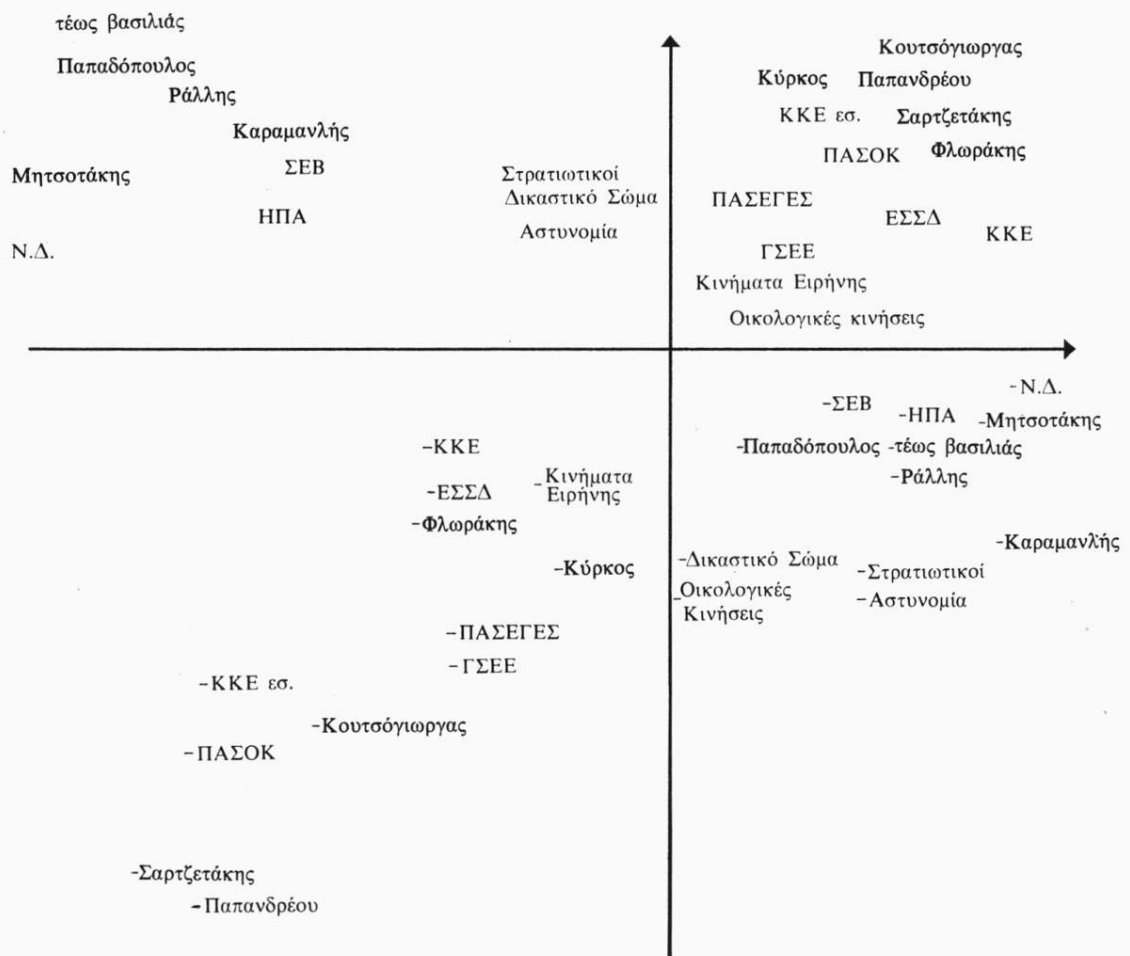 τέως βασιλιάς
Παπαδόπουλος
Ράλλης
Καραμανλής
Μητσοτάκης
ΣΕΒ
ΗΠΑ
Ν.Δ.
Στρατιωτικοί
Δικαστικό Σώμα
Αστυνομία
Κουτσόγιωργας
Κύρκος
Παπανδρέου
ΚΚΕ εσ.
Σαρτζετάκης
ΠΑΣΟΚ
Φλωράκης
ΠΑΣΕΓΕΣ
ΕΣΣΔ
ΚΚΕ
ΓΣΕΕ
Κινήματα Ειρήνης
Οικολογικές κινήσεις
-ΚΚΕ
-ΕΣΣΔ
-Κινήματα
Ειρήνης
-Φλωράκης
-Κύρκος
-ΠΑΣΕΓΕΣ
-ΓΣΕΕ
-ΚΚΕ εσ.
-Κουτσόγιωργας
-ΠΑΣΟΚ
-Σαρτζετάκης
-Παπανδρέου
-Ν.Δ.
-ΣΕΒ
-ΗΠΑ
-Μητσοτάκης
-Παπαδόπουλος
-τέως βασιλιάς
-Ράλλης
-Καραμανλής
-Δικαστικό Σώμα
-Στρατιωτικοί
-Οικολογικές
Κινήσεις
-Αστυνομία